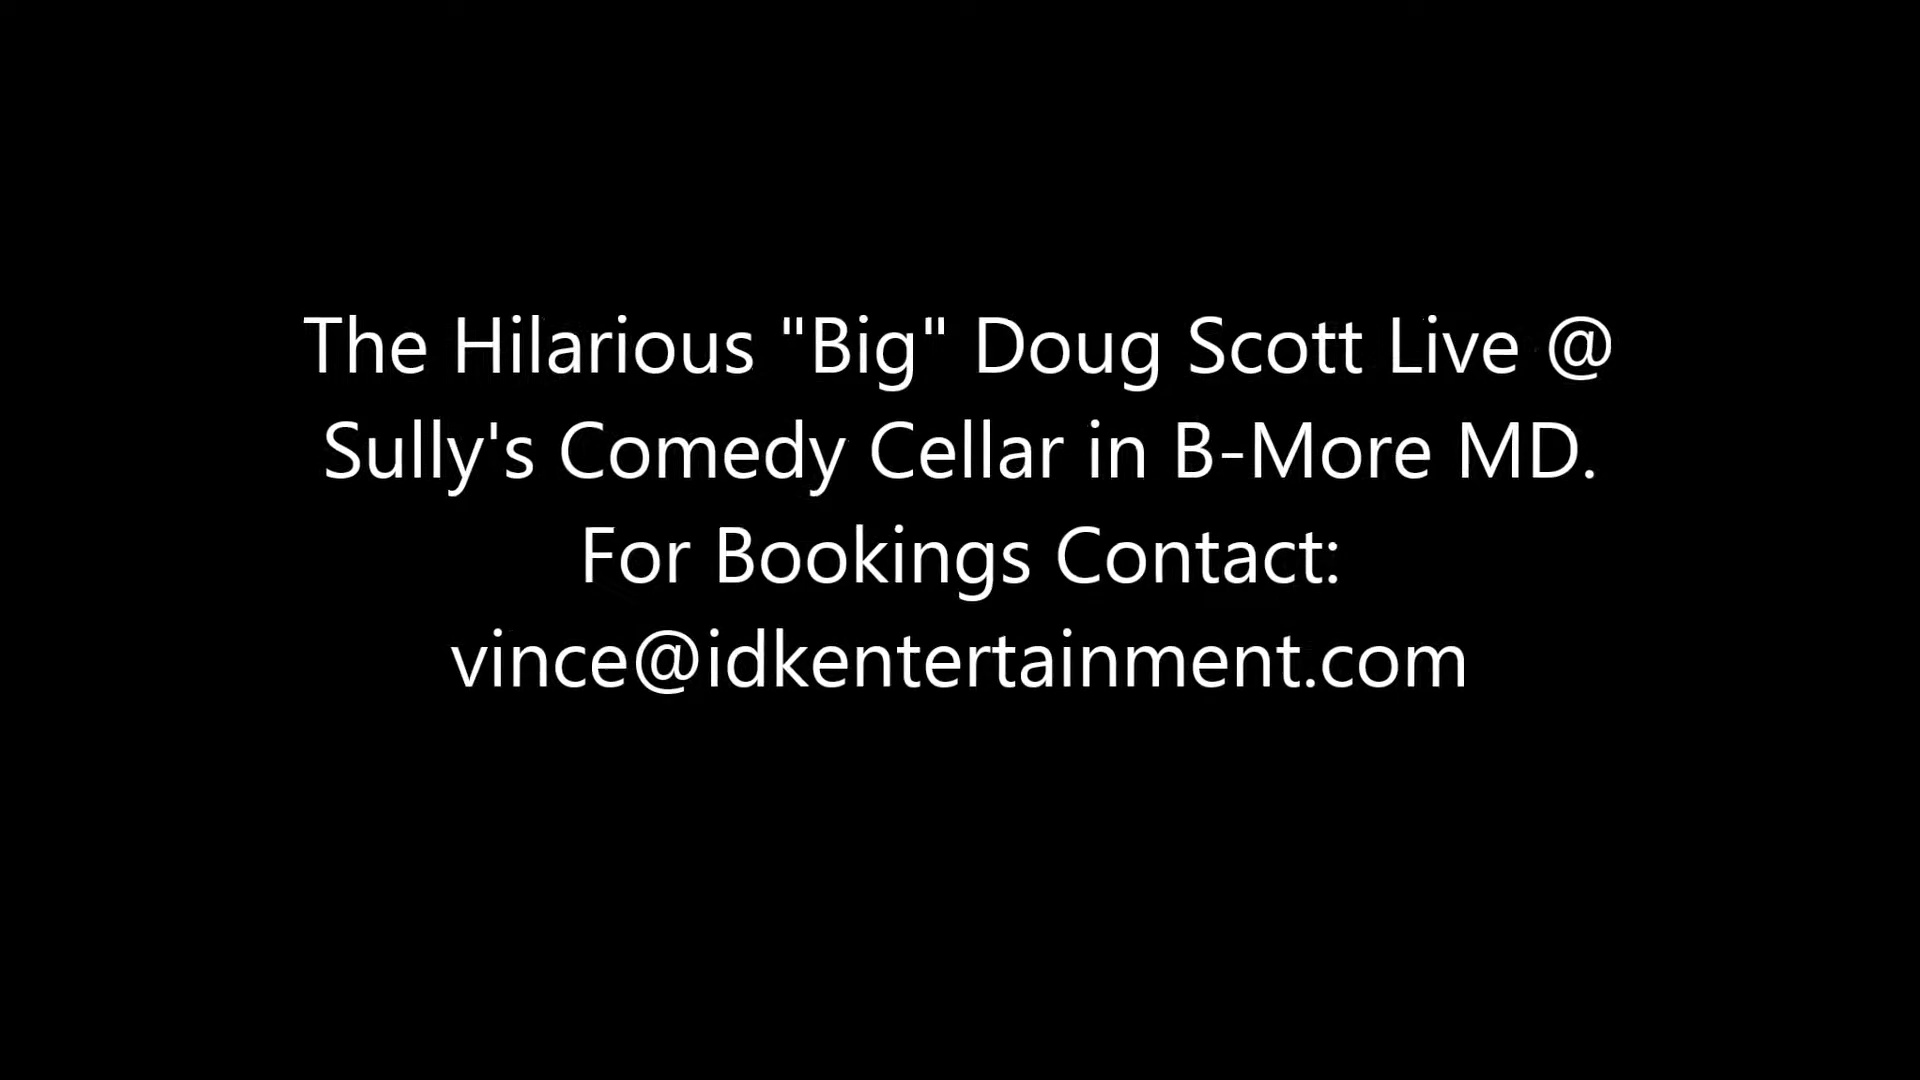 The Hilarious "Big" Doug Scott Live @
Sully's Comedy Cellar in B-More MD.
For Bookings Contact:
vince@idkentertainment.com